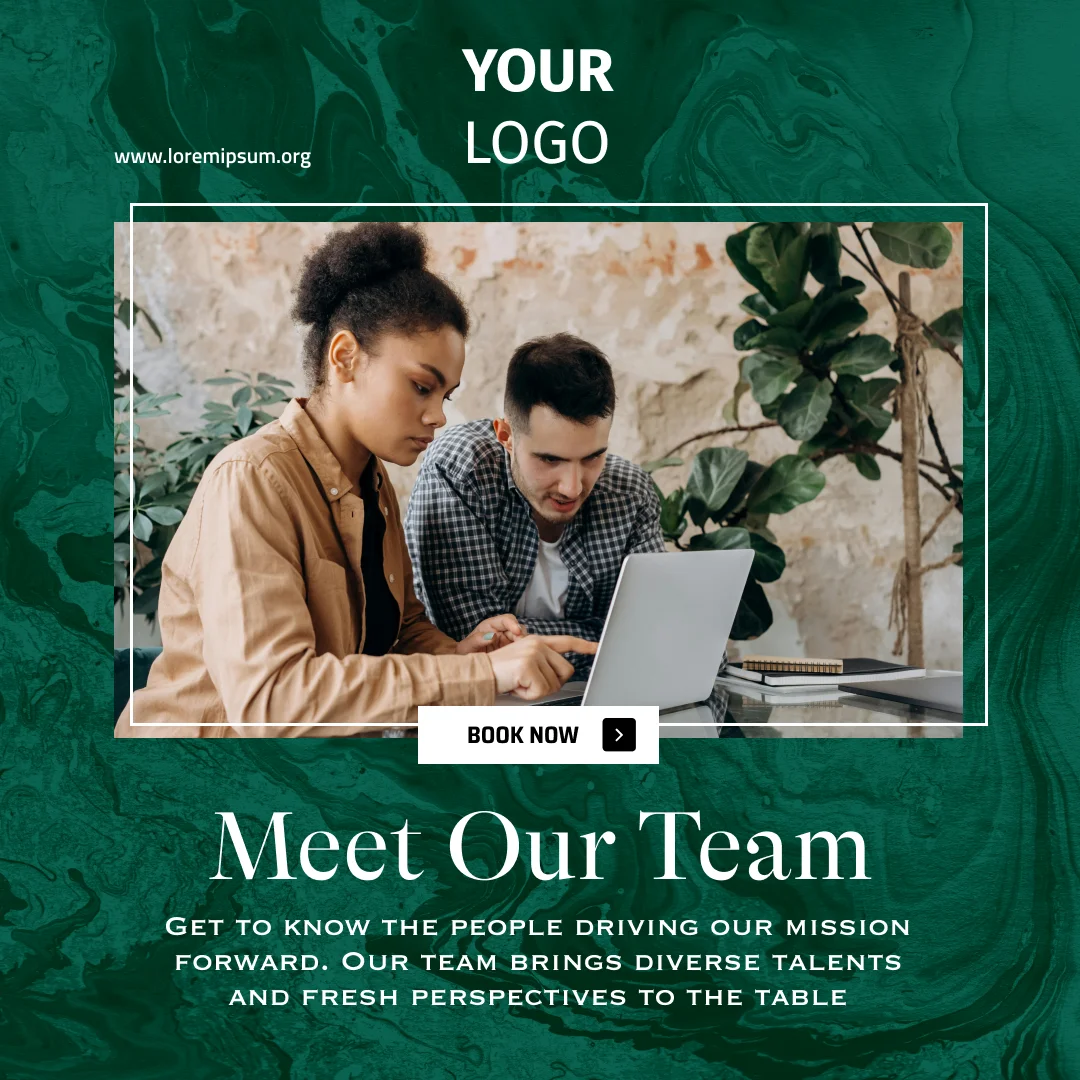 YOUR
LOGO
www.loremipsum.org
BOOK NOW
Meet Our Team
Get to know the people driving our mission
forward. Our team brings diverse talents
and fresh perspectives to the table